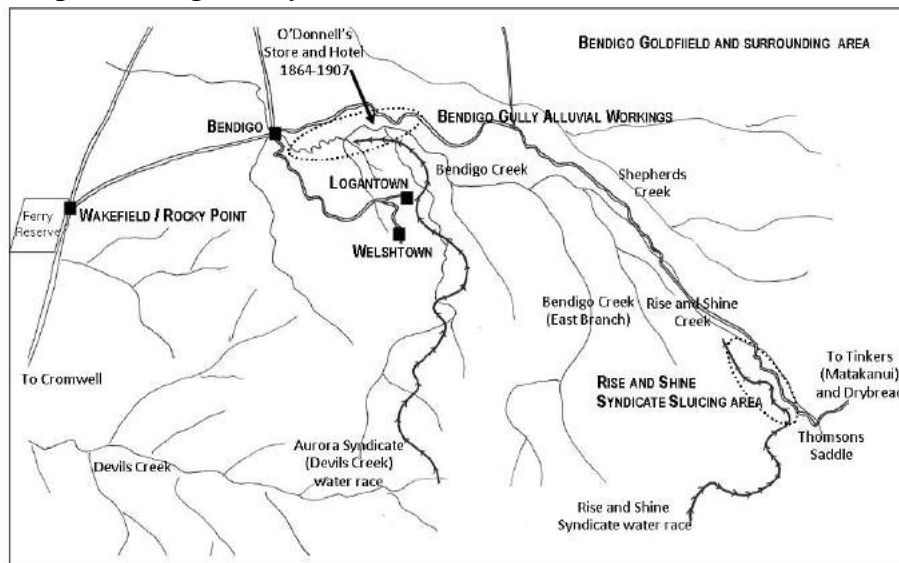 O'Donnell's
Store and Hotel
1864-1907
BENDIGO GOLDFIELD AND SURROUNDING AREA
BENDIGO
BENDIGO GULLY ALLUVIAL WORKINGS
Bendigo Creek
Shepherds
Creek
LOGANTOWN
Ferry
Reserve
WAKEFIELD / ROCKY POINT
WELSHTOWN
Bendigo Creek
(East Branch)
Rise and Shine
Creek
To Cromwell
To Tinkers
(Matakanui)
and Drybread
RISE AND SHINE
SYNDICATE SLUICING AREA
Thomsons
Saddle
Devils Creek
Aurora Syndicate
(Devils Creek)
water race
Rise and Shine
Syndicate water race